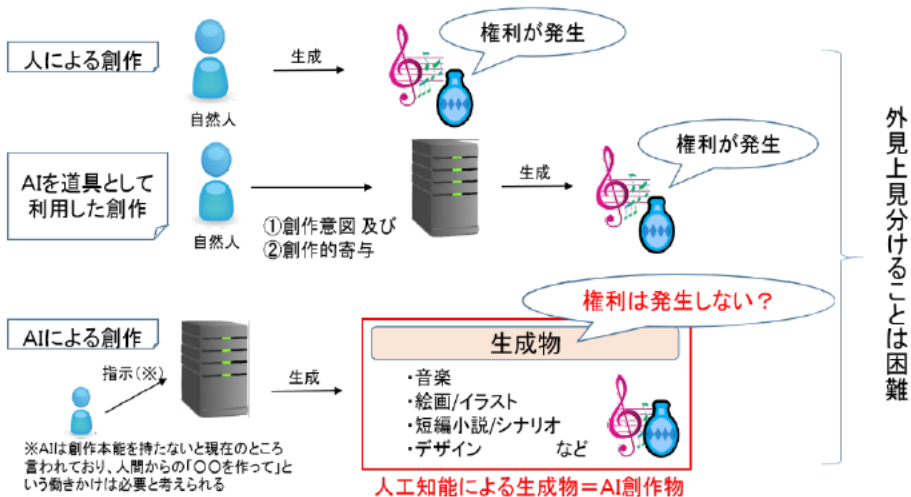 人による創作
自然人
生成
権利が発生
AIを道具として
利用した創作
自然人
①創作意図 及び
②創作的寄与
生成
権利が発生
AIによる創作
指示(※)
生成
権利は発生しない？
生成物
・音楽
・絵画/イラスト
・短編小説/シナリオ
・デザイン　など
※AIは創作本能を持たないと現在のところ
言われており、人間からの「〇〇を作って」と
いう働きかけは必要と考えられる
人工知能による生成物＝AI創作物
外見上見分けることは困難